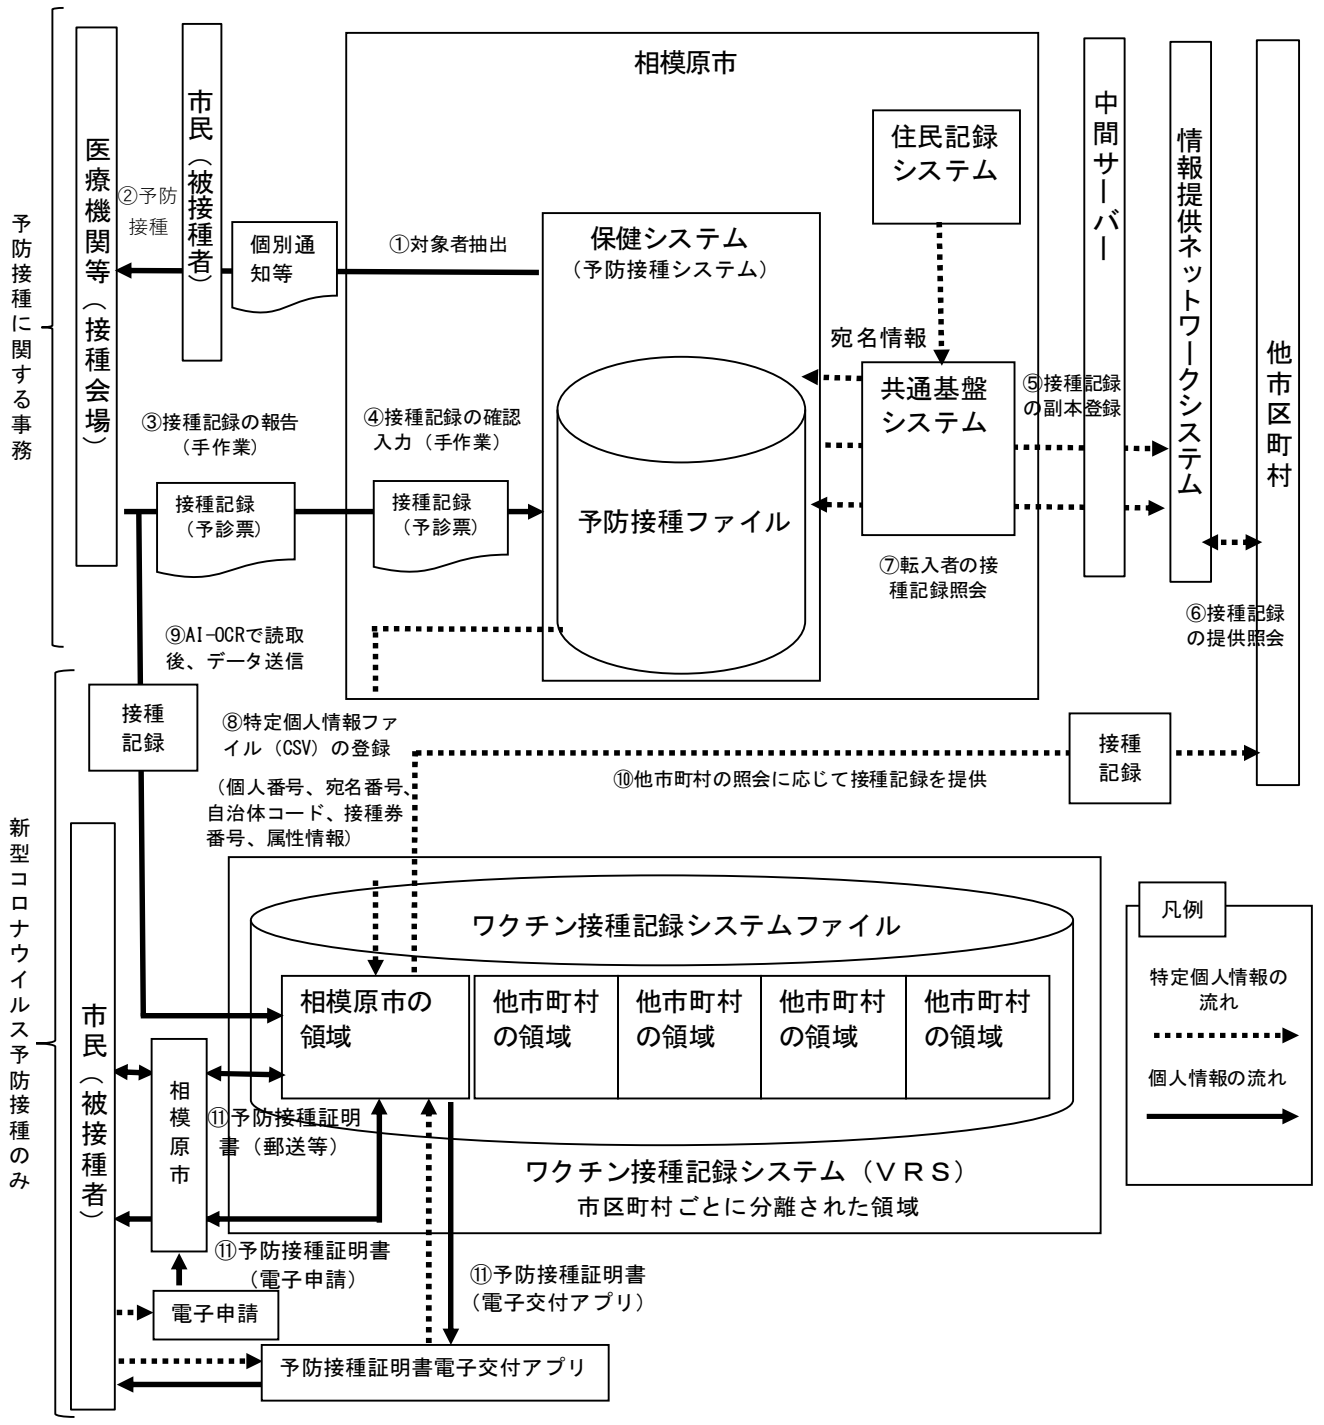 予防接種に関する事務
医療機関等（接種会場）
市民（被接種者）
②予防
接種
個別通
知等
①対象者抽出
相模原市
保健システム
（予防接種システム）
住民記録
システム
宛名情報
共通基盤
システム
中間サーバー
情報提供ネットワークシステム
他市区町村
⑤接種記録
の副本登録
③接種記録の報告
（手作業）
④接種記録の確認
入力（手作業）
接種記録
（予診票）
接種記録
（予診票）
予防接種ファイル
⑦転入者の接
種記録照会
⑥接種記録
の提供照会
⑨AI-OCRで読取
後、データ送信
接種
記録
⑧特定個人情報ファ
イル（CSV）の登録
（個人番号、宛名番号、
自治体コード、接種券
番号、属性情報）
接種
記録
⑩他市町村の照会に応じて接種記録を提供
新型コロナウイルス予防接種のみ
市民（被接種者）
ワクチン接種記録システムファイル
相模原市の
領域
他市町村
の領域
他市町村
の領域
他市町村
の領域
他市町村
の領域
凡例
特定個人情報の
流れ
個人情報の流れ
相模原市
⑪予防接種証明
書（郵送等）
ワクチン接種記録システム（ＶＲＳ）
市区町村ごとに分離された領域
⑪予防接種証明書
（電子申請）
⑪予防接種証明書
（電子交付アプリ）
電子申請
予防接種証明書電子交付アプリ